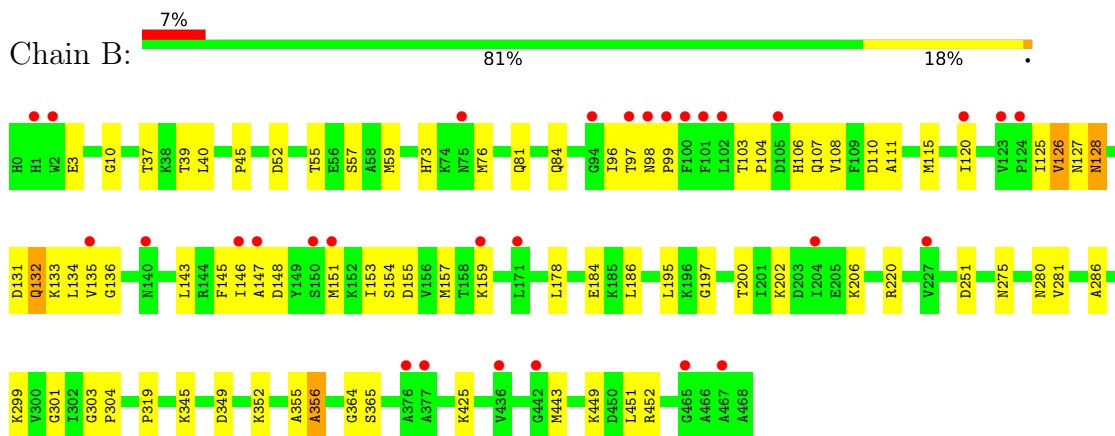 7%
Chain B:
81% 18% •
H0 H1 W2 E3 G10 T37 K38 T39 L40 P45 D52 T55 E56 S57 A58 M59 H73 K74 N75 M76 Q81 Q84 G94 I96 T97 N98 P99 F100 F101 L102 T103 P104 D105 H106 Q107 V108 F109 D110 A111 M115 I120 V123 P124 I125 V126 N127 N128
D131 Q132 K133 L134 V135 G136 N140 L143 R144 F145 I146 A147 D148 Y149 S150 M151 K152 I153 S154 D155 V156 M157 T158 K159 L171 L178 E184 K185 L186 L195 K196 G197 T200 I201 K202 D203 I204 E205 K206 R220 V227 D251 N275 N280 V281 A286
K299 V300 G301 I302 G303 P304 P319 K345 D349 K352 A355 A356 G364 S365 A376 A377 K425 V436 G442 M443 K449 D450 L451 R452 G465 A466 A467 A468